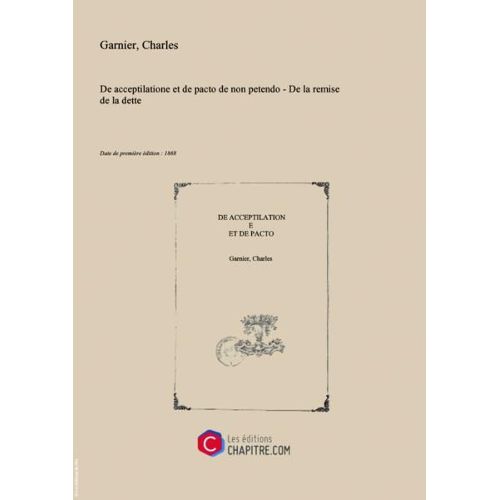 Garnier, Charles
De acceptilatione et de pacto de non petendo - De la remise
de la dette
Date de première édition : 1868
DE ACCEPTILATION
E
ET DE PACTO
Garnier, Charles
Les éditions
CHAPITRE.COM